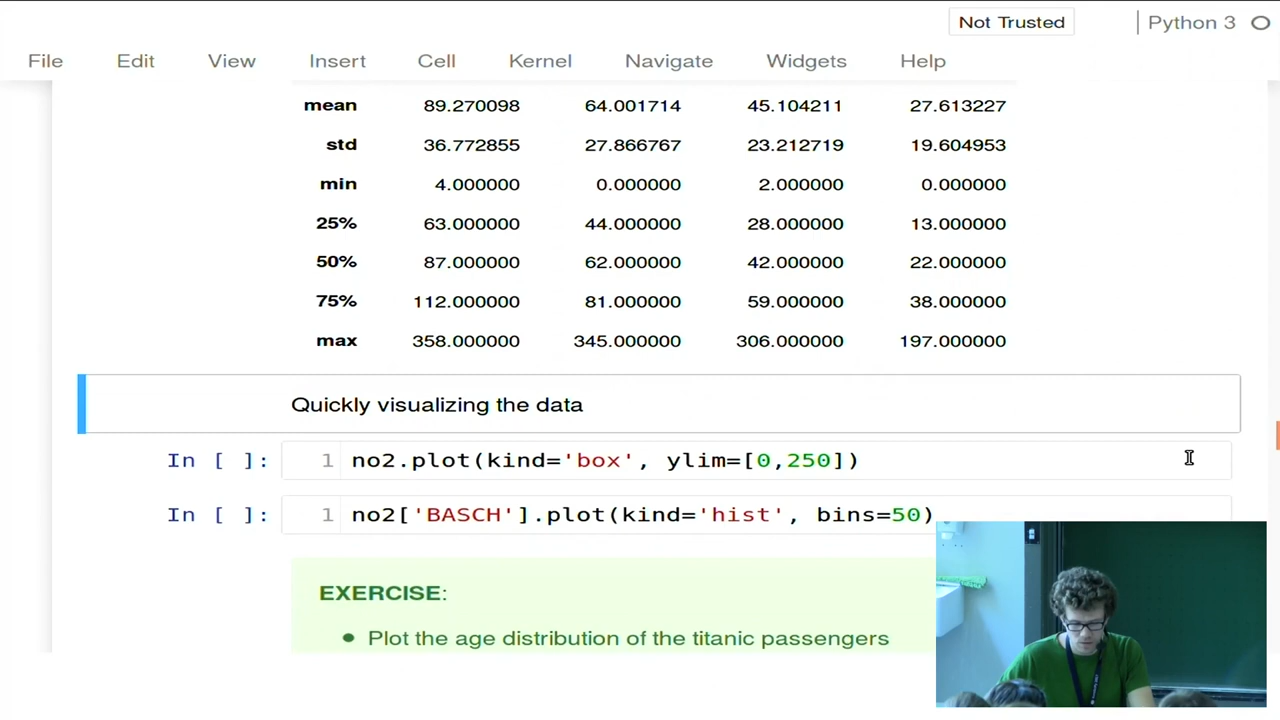 Not Trusted
Python 3
File Edit View Insert Cell Kernel Navigate Widgets Help
mean 89.270098 64.001714 45.104211 27.613227
std 36.772855 27.866767 23.212719 19.604953
min 4.000000 0.000000 2.000000 0.000000
25% 63.000000 44.000000 28.000000 13.000000
50% 87.000000 62.000000 42.000000 22.000000
75% 112.000000 81.000000 59.000000 38.000000
max 358.000000 345.000000 306.000000 197.000000
Quickly visualizing the data
In [ ]: 1 no2.plot(kind='box', ylim=[0,250])
In [ ]: 1 no2['BASCH'].plot(kind='hist', bins=50)
EXERCISE:
● Plot the age distribution of the titanic passengers